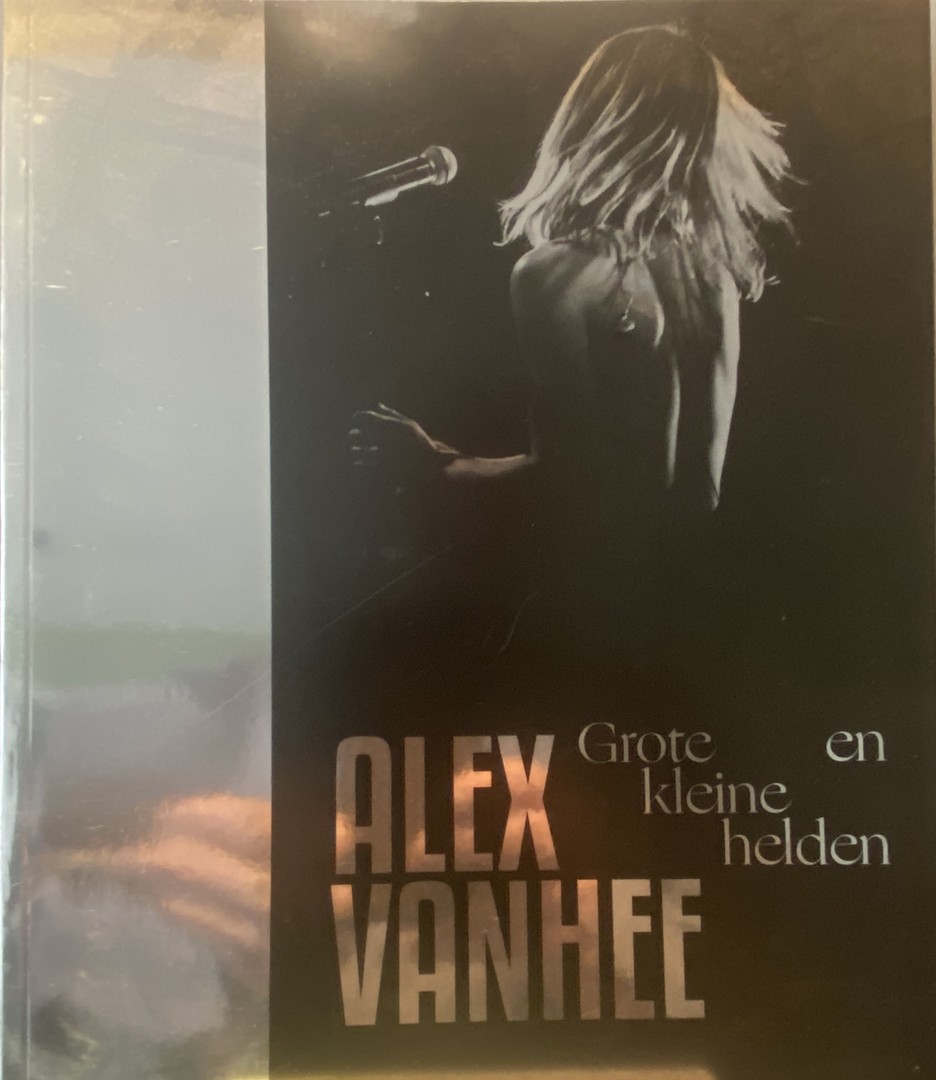 ALEX
VANHEE
Grote en
kleine
helden